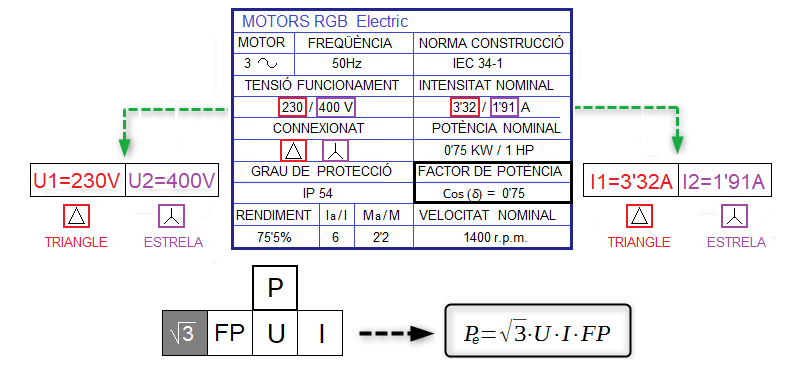 MOTORS RGB Electric
MOTOR FREQÜÈNCIA NORMA CONSTRUCCIÓ
3 50Hz IEC 34-1
TENSIÓ FUNCIONAMENT INTENSITAT NOMINAL
230 / 400 V 3'32 / 1'91 A
CONNEXIONAT POTÈNCIA NOMINAL
0'75 KW / 1 HP
GRAU DE PROTECCIÓ FACTOR DE POTÈNCIA
IP 54 Cos (δ) = 0'75
RENDIMENT Ia/I Ma/M VELOCITAT NOMINAL
75'5% 6 2'2 1400 r.p.m.
U1=230V U2=400V
TRIANGLE ESTRELA
I1=3'32A I2=1'91A
TRIANGLE ESTRELA
P
√3 FP U I
Pe=√3·U·I·FP